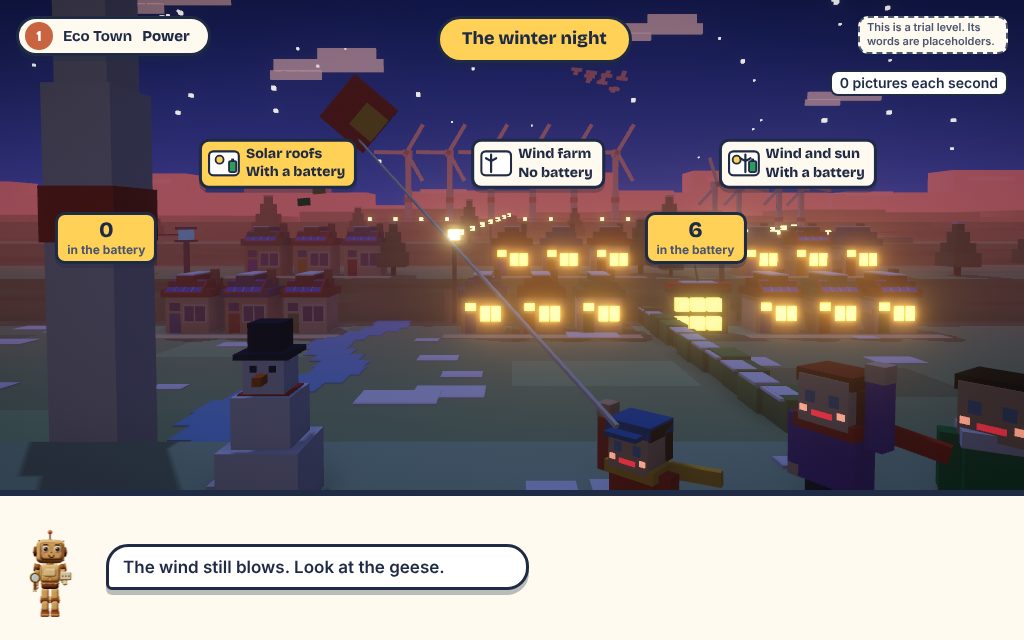 1 Eco Town Power
The winter night
This is a trial level. Its
words are placeholders.
0 pictures each second
Solar roofs
With a battery
Wind farm
No battery
Wind and sun
With a battery
0
in the battery
6
in the battery
The wind still blows. Look at the geese.